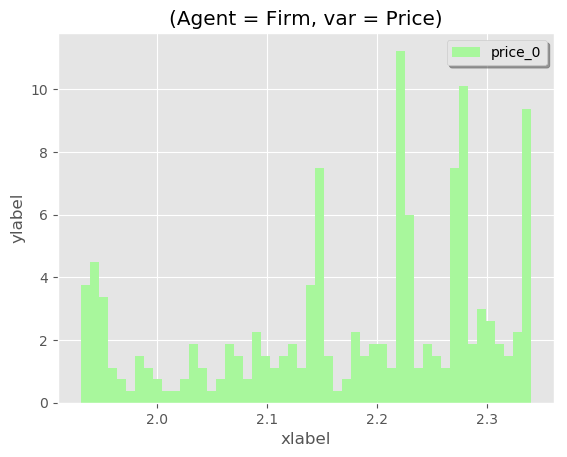 (Agent = Firm, var = Price)
price_0
10
8
6
4
2
0
ylabel
2.0 2.1 2.2 2.3
xlabel